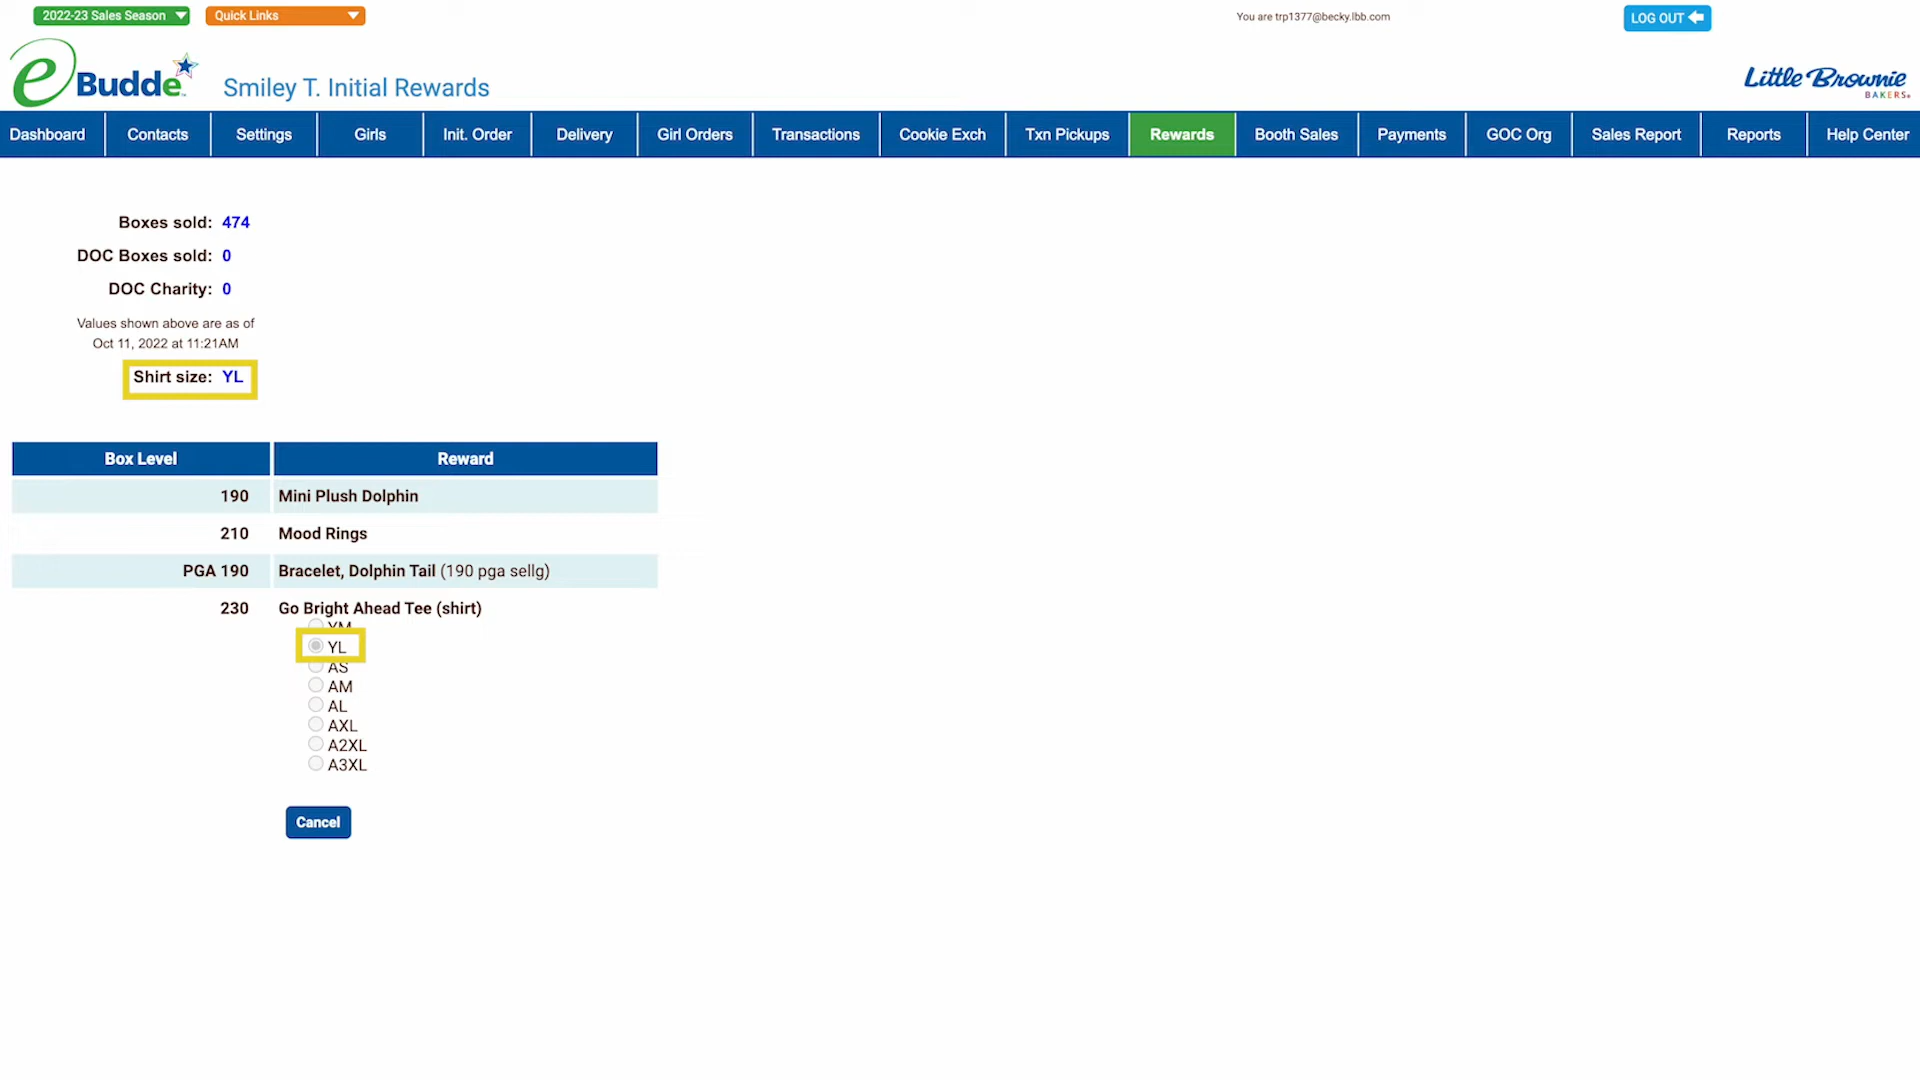 2022-23 Sales Season
Quick Links
You are trp1377@becky.lbb.com
LOG OUT
eBudde™
Smiley T. Initial Rewards
Little Brownie
BAKERS®
Dashboard Contacts Settings Girls Init. Order Delivery Girl Orders Transactions Cookie Exch Txn Pickups Rewards Booth Sales Payments GOC Org Sales Report Reports Help Center
Boxes sold: 474
DOC Boxes sold: 0
DOC Charity: 0
Values shown above are as of
Oct 11, 2022 at 11:21AM
Shirt size: YL
Box Level Reward
190 Mini Plush Dolphin
210 Mood Rings
PGA 190 Bracelet, Dolphin Tail (190 pga sellg)
230 Go Bright Ahead Tee (shirt)
YM
YL
AS
AM
AL
AXL
A2XL
A3XL
Cancel